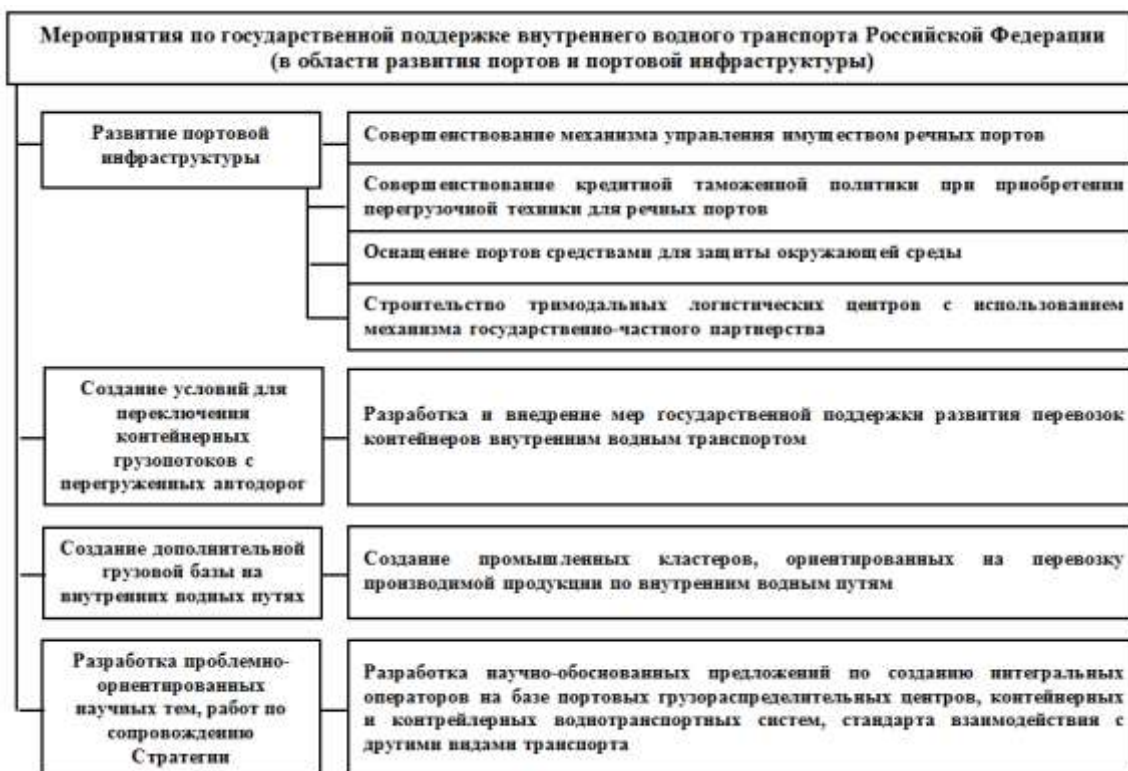 Мероприятия по государственной поддержке внутреннего водного транспорта Российской Федерации
(в области развития портов и портовой инфраструктуры)
Развитие портовой
инфраструктуры
Совершенствование механизма управления имуществом речных портов
Совершенствование кредитной таможенной политики при приобретении
перегрузочной техники для речных портов
Оснащение портов средствами для защиты окружающей среды
Строительство тримодальных логистических центров с использованием
механизма государственно-частного партнерства
Создание условий для
переключения
контейнерных
грузопотоков с
перегруженных автодорог
Разработка и внедрение мер государственной поддержки развития перевозок
контейнеров внутренним водным транспортом
Создание дополнительной
грузовой базы на
внутренних водных путях
Создание промышленных кластеров, ориентированных на перевозку
производимой продукции по внутренним водным путям
Разработка проблемно-
ориентированных
научных тем, работ по
сопровождению
Стратегии
Разработка научно-обоснованных предложений по созданию интегральных
операторов на базе портовых грузораспределительных центров, контейнерных
и контрейлерных воднотранспортных систем, стандарта взаимодействия с
другими видами транспорта